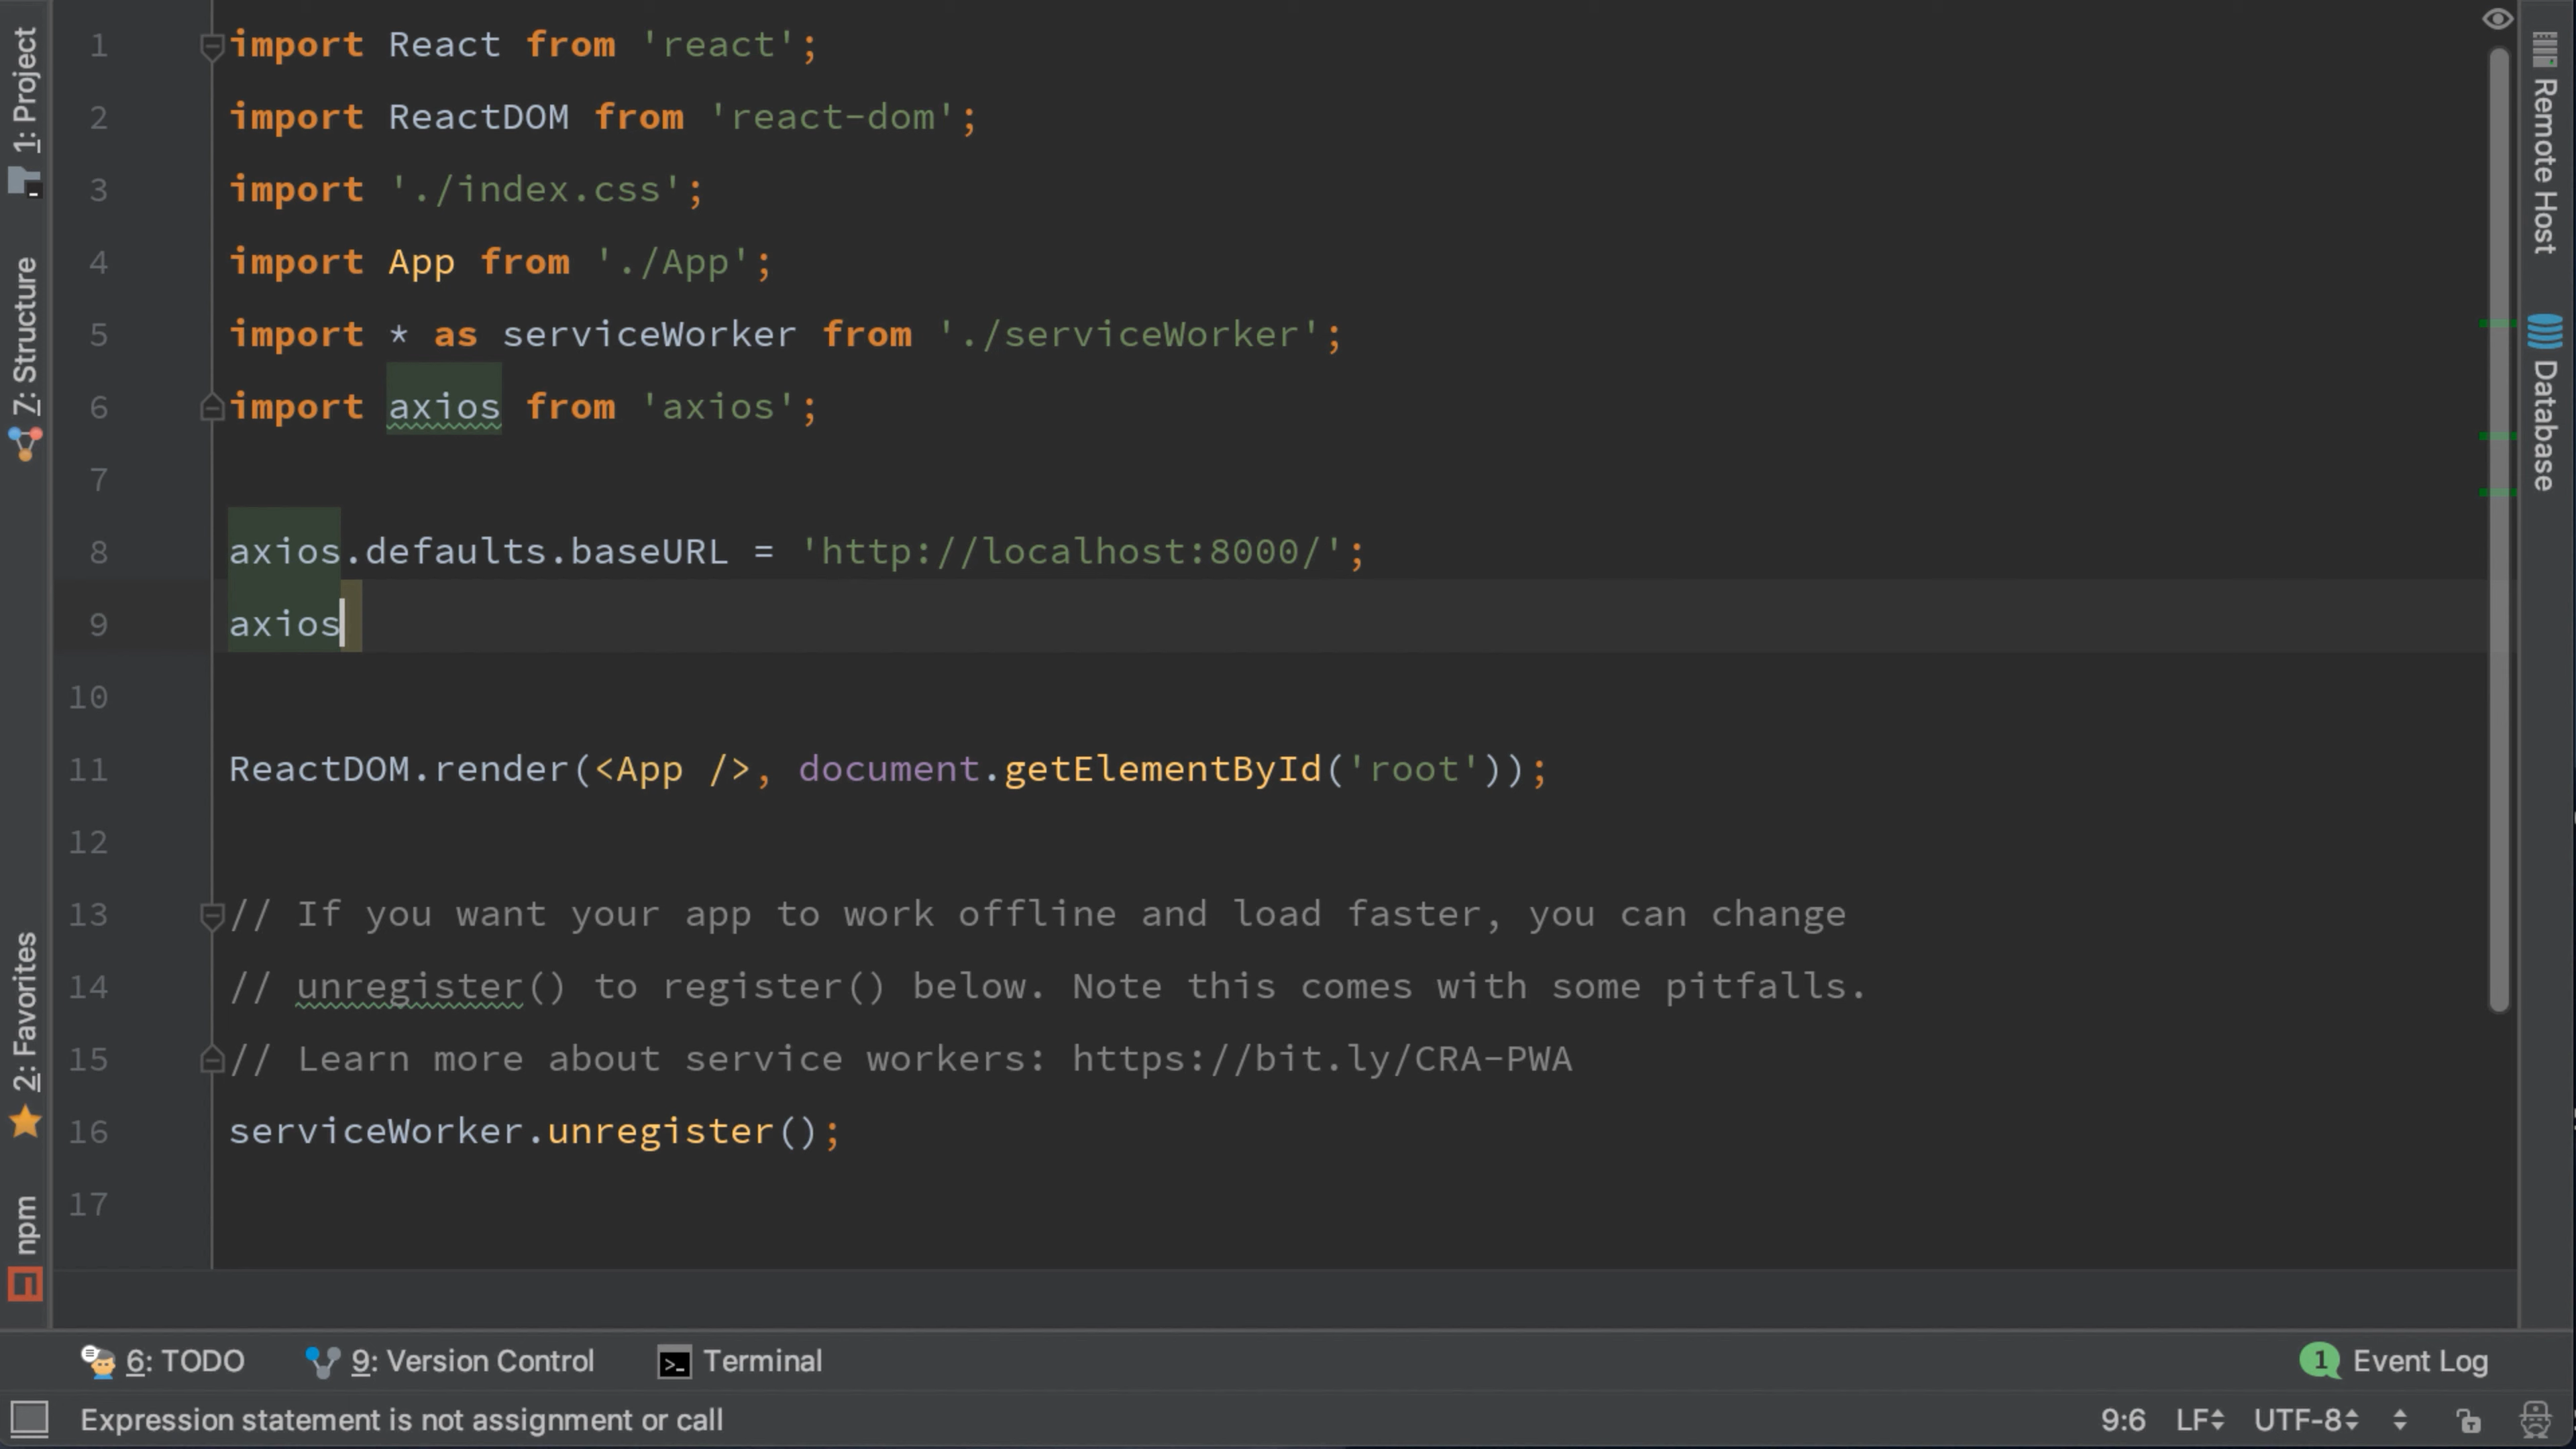 1: Project
7: Structure
2: Favorites
npm
1 import React from 'react';
2 import ReactDOM from 'react-dom';
3 import './index.css';
4 import App from './App';
5 import * as serviceWorker from './serviceWorker';
6 import axios from 'axios';
7
8 axios.defaults.baseURL = 'http://localhost:8000/';
9 axios
10
11 ReactDOM.render(<App />, document.getElementById('root'));
12
13 // If you want your app to work offline and load faster, you can change
14 // unregister() to register() below. Note this comes with some pitfalls.
15 // Learn more about service workers: https://bit.ly/CRA-PWA
16 serviceWorker.unregister();
17
Remote Host
Database
6: TODO 9: Version Control Terminal 1 Event Log
Expression statement is not assignment or call 9:6 LF UTF-8